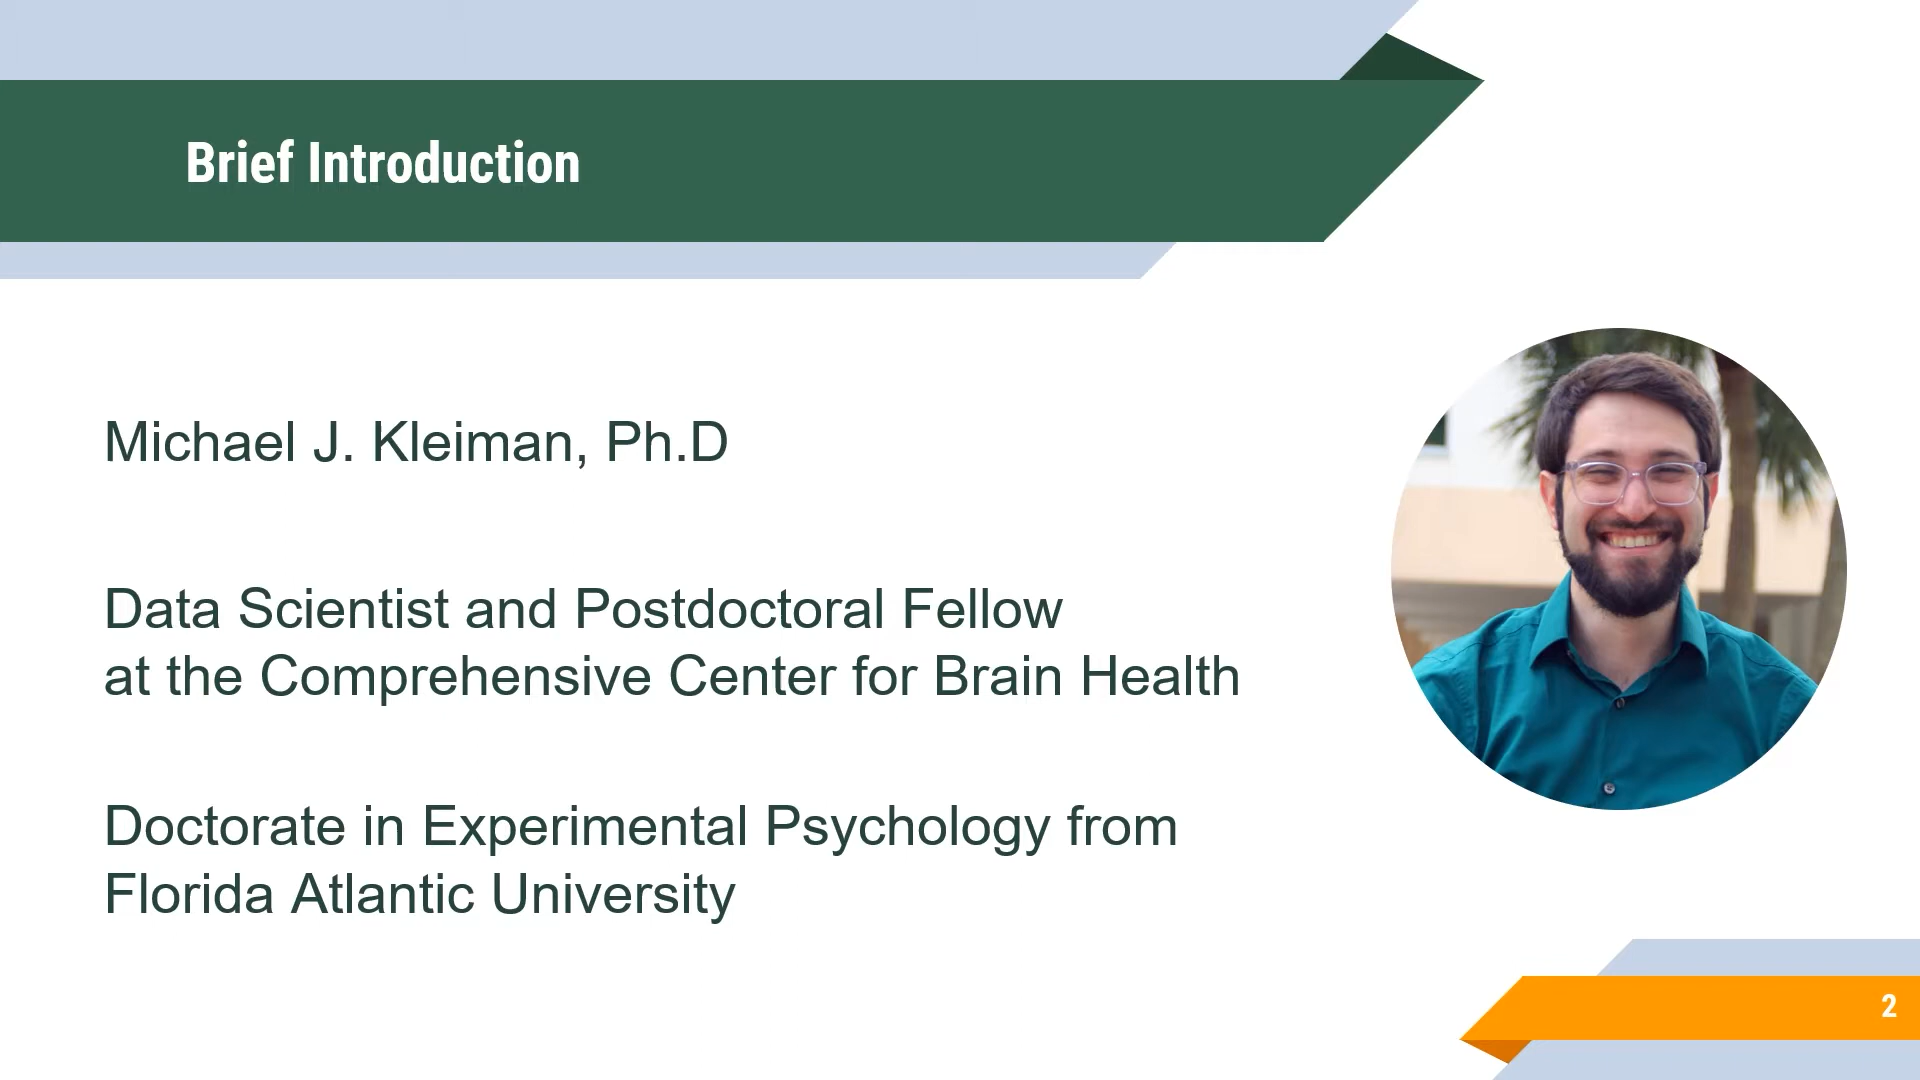 Brief Introduction
Michael J. Kleiman, Ph.D
Data Scientist and Postdoctoral Fellow
at the Comprehensive Center for Brain Health
Doctorate in Experimental Psychology from
Florida Atlantic University
2